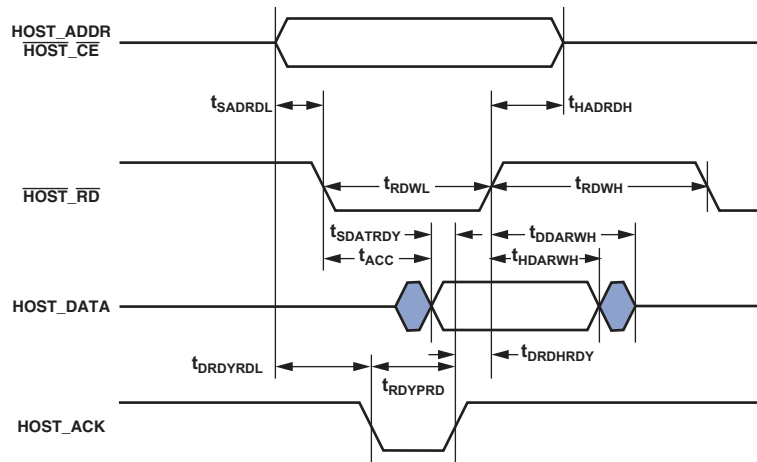 HOST_ADDR
HOST_CE
tSADRDL
tHADRDH
HOST_RD
tRDWL
tRDWH
tSDATRDY
tDDARWH
tACC
tHDARWH
HOST_DATA
tDRDYRDL
tRDYPRD
tDRDHRDY
HOST_ACK